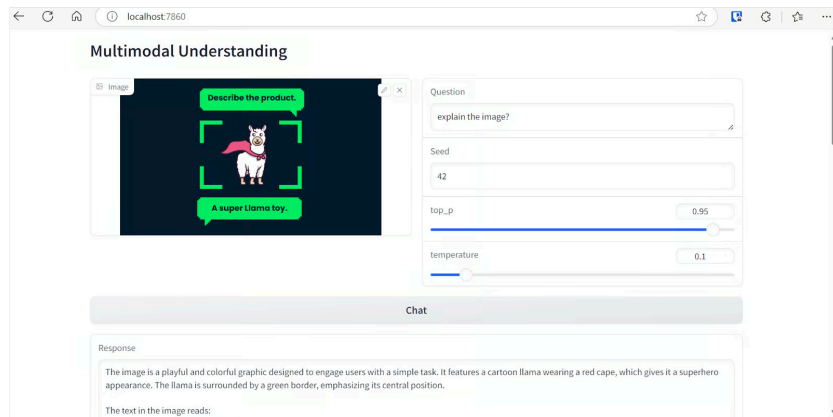 localhost:7860
Multimodal Understanding
Image
Describe the product.
A super Llama toy.
Question
explain the image?
Seed
42
top_p
0.95
temperature
0.1
Chat
Response
The image is a playful and colorful graphic designed to engage users with a simple task. It features a cartoon llama wearing a red cape, which gives it a superhero
appearance. The llama is surrounded by a green border, emphasizing its central position.
The text in the image reads: